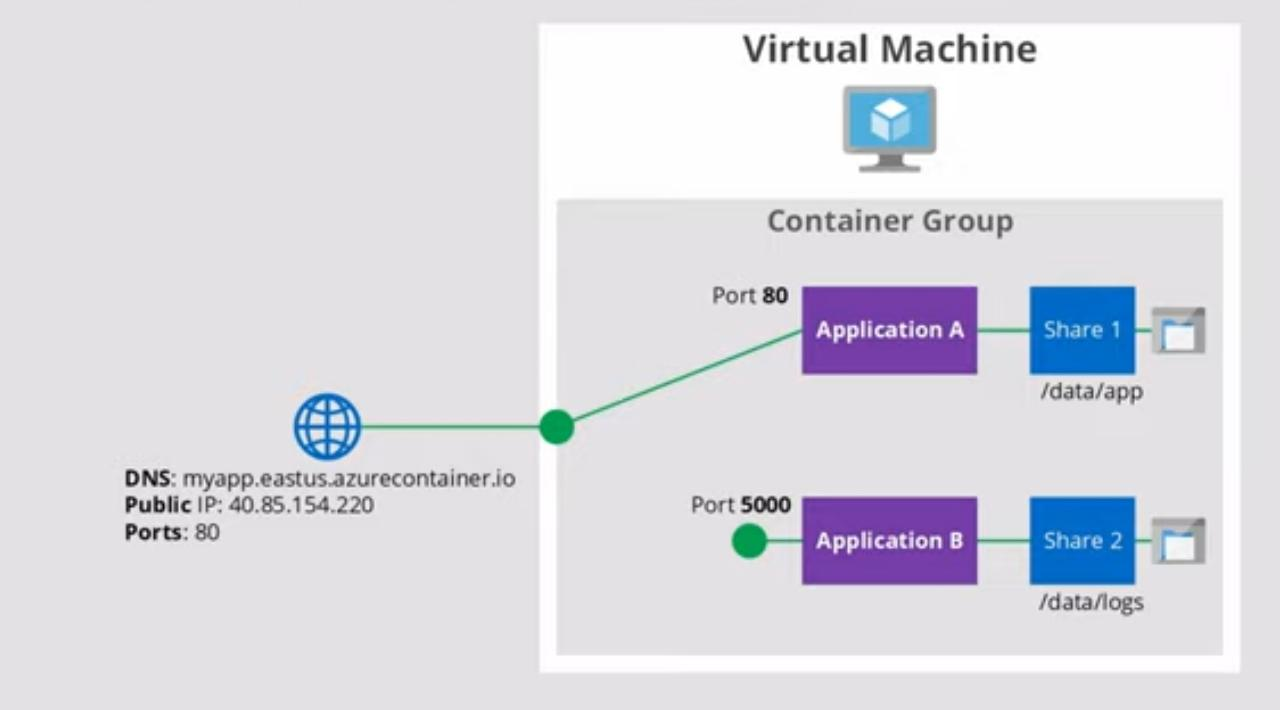 Virtual Machine
Container Group
Port 80
Application A
Share 1
/data/app
DNS: myapp.eastus.azurecontainer.io
Public IP: 40.85.154.220
Ports: 80
Port 5000
Application B
Share 2
/data/logs